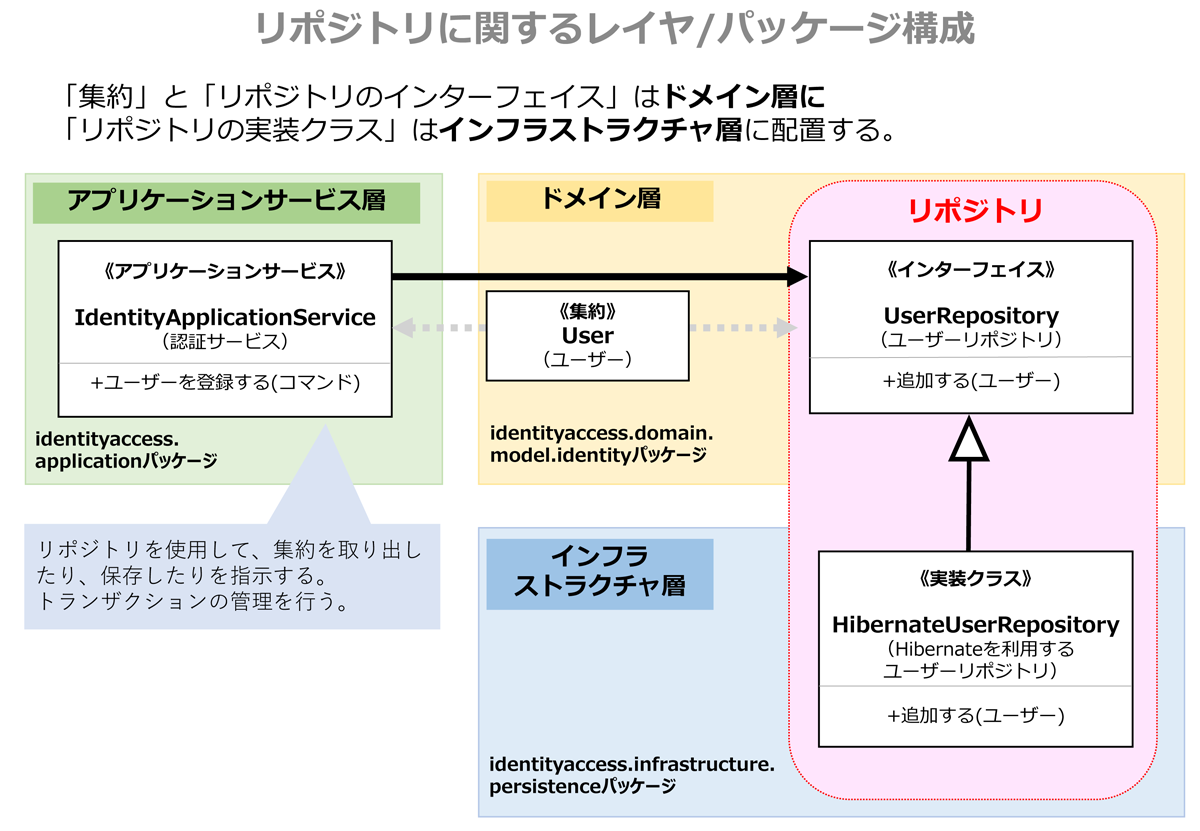 リポジトリに関するレイヤ/パッケージ構成
「集約」と「リポジトリのインターフェイス」はドメイン層に
「リポジトリの実装クラス」はインフラストラクチャ層に配置する。
アプリケーションサービス層
《アプリケーションサービス》
IdentityApplicationService
（認証サービス）
+ユーザーを登録する(コマンド)
identityaccess.
applicationパッケージ
リポジトリを使用して、集約を取り出し
たり、保存したりを指示する。
トランザクションの管理を行う。
ドメイン層
《集約》
User
（ユーザー）
identityaccess.domain.
model.identityパッケージ
リポジトリ
《インターフェイス》
UserRepository
（ユーザーリポジトリ）
+追加する(ユーザー)
インフラ
ストラクチャ層
identityaccess.infrastructure.
persistenceパッケージ
《実装クラス》
HibernateUserRepository
（Hibernateを利用する
ユーザーリポジトリ）
+追加する(ユーザー)